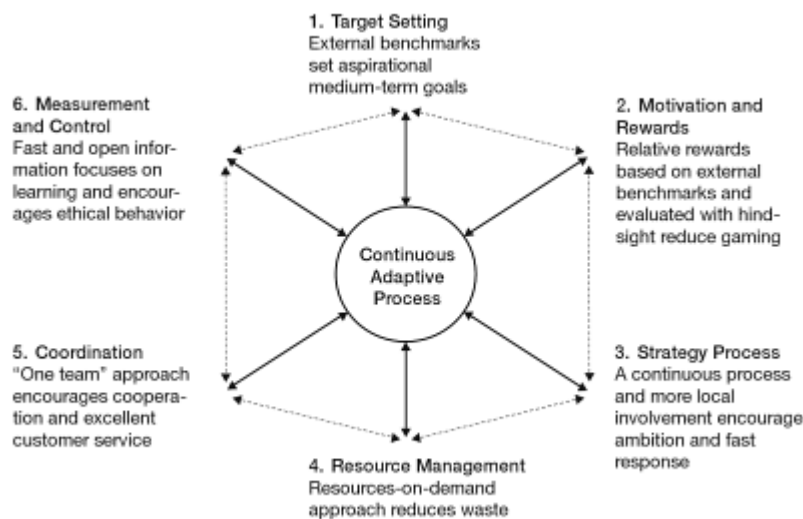 1. Target Setting
External benchmarks
set aspirational
medium-term goals
6. Measurement
and Control
Fast and open infor-
mation focuses on
learning and encour-
ages ethical behavior
2. Motivation and
Rewards
Relative rewards
based on external
benchmarks and
evaluated with hind-
sight reduce gaming
Continuous
Adaptive
Process
5. Coordination
“One team” approach
encourages coopera-
tion and excellent
customer service
3. Strategy Process
A continuous process
and more local
involvement encourage
ambition and fast
response
4. Resource Management
Resources-on-demand
approach reduces waste